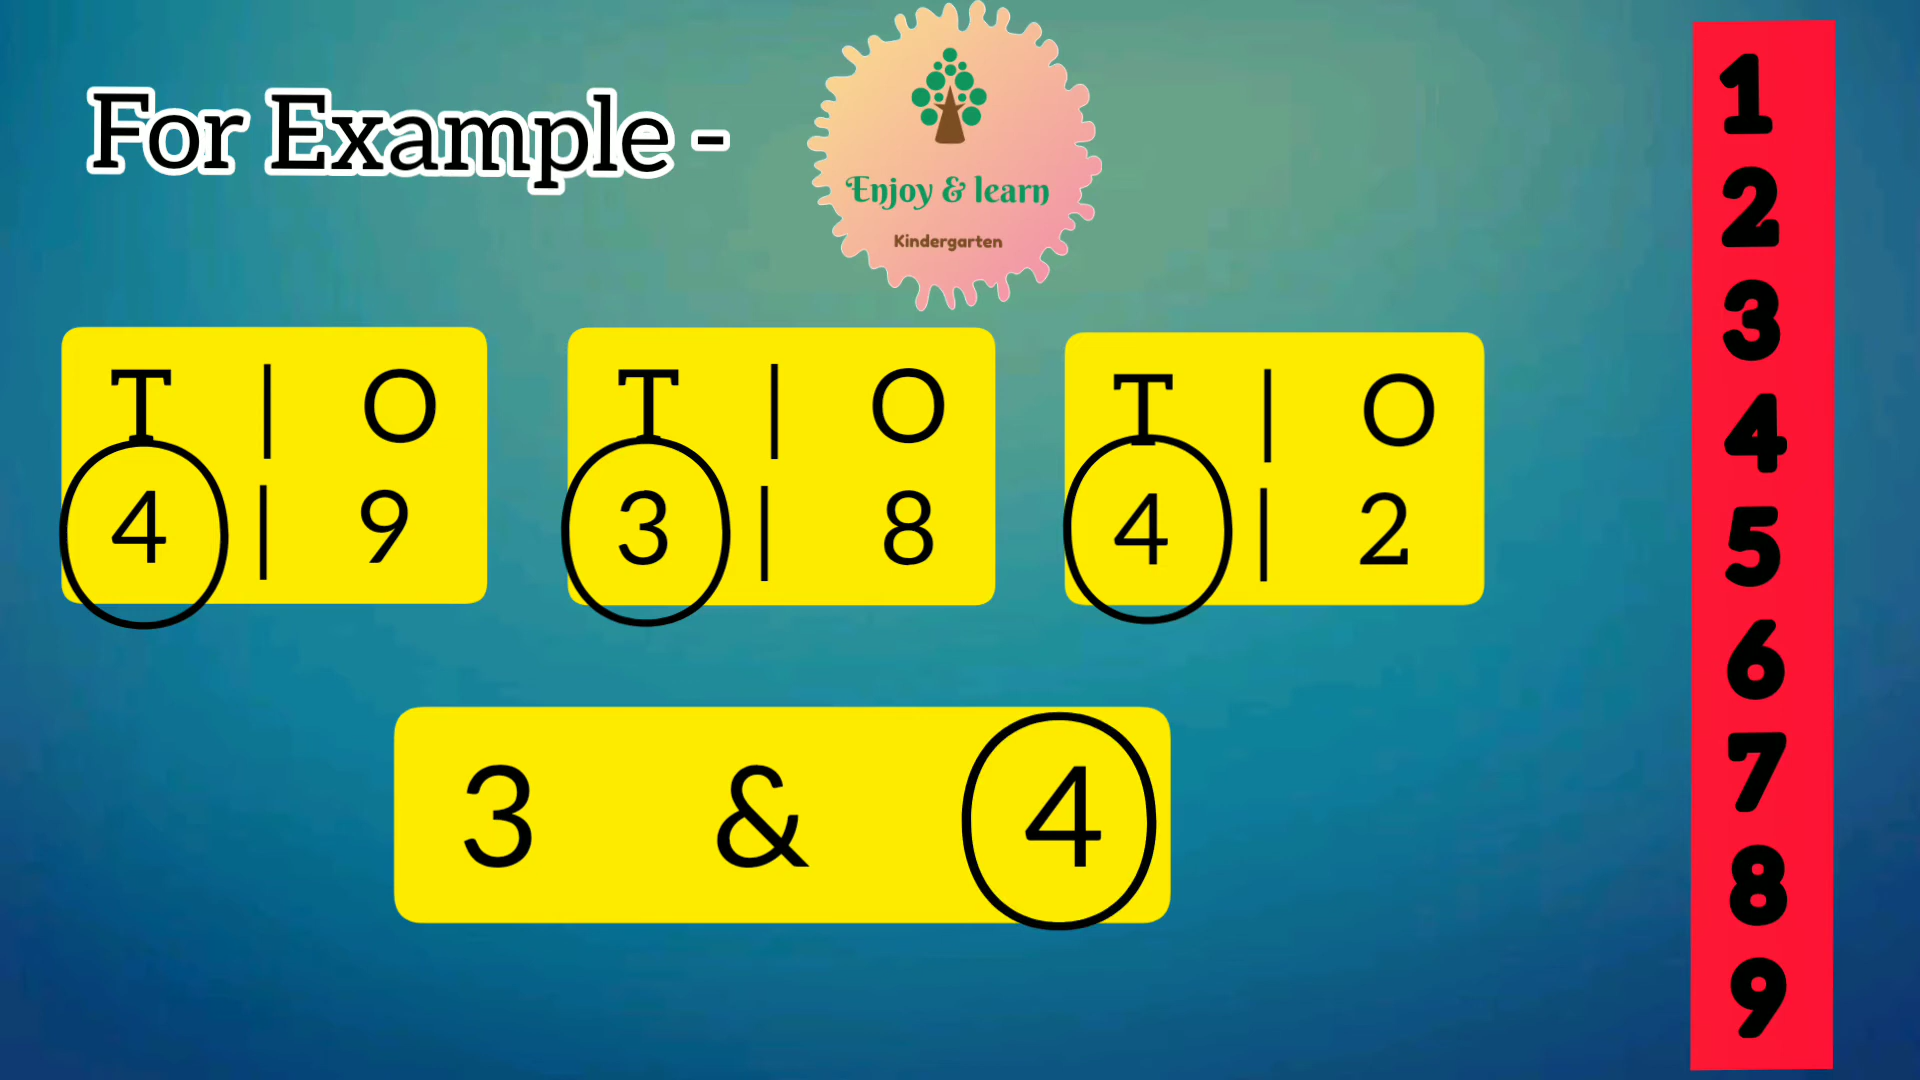 For Example -
Enjoy & learn
Kindergarten
T | O
4 | 9
T | O
3 | 8
T | O
4 | 2
3 & 4
1
2
3
4
5
6
7
8
9